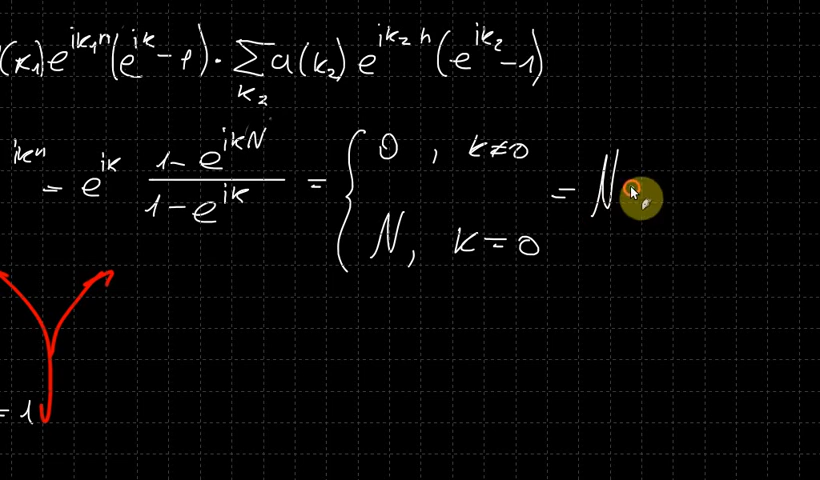 (k₁) e^{ik₁n} (e^{ik} - 1) · ∑_{k₂} a(k₂) e^{ik₂n} (e^{ik₂} - 1)
^{ikn} = e^{ik} \frac{1 - e^{ikN}}{1 - e^{ik}} = { 0 , k ≠ 0
N, k = 0 = N
= 1